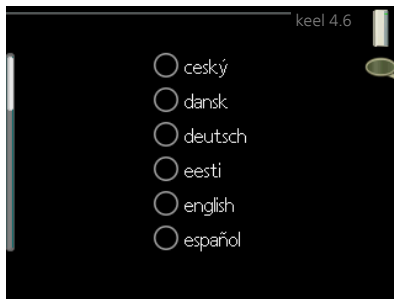 keel 4.6
ceský
dansk
deutsch
eesti
english
español